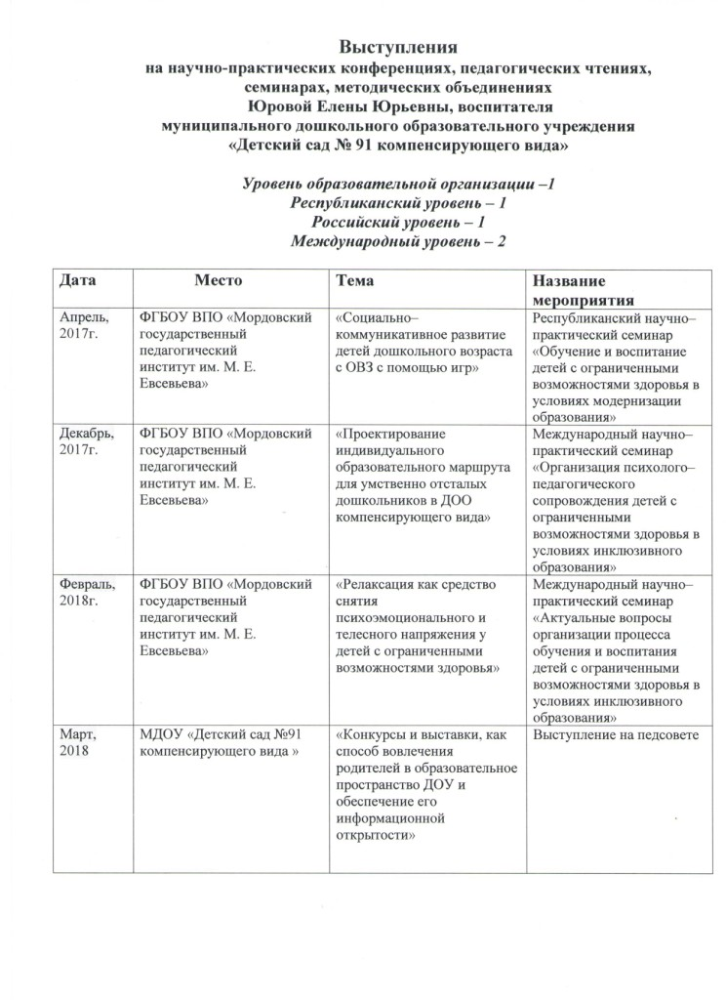 Выступления
на научно-практических конференциях, педагогических чтениях,
семинарах, методических объединениях
Юровой Елены Юрьевны, воспитателя
муниципального дошкольного образовательного учреждения
«Детский сад № 91 компенсирующего вида»
Уровень образовательной организации –1
Республиканский уровень – 1
Российский уровень – 1
Международный уровень – 2
Дата
Место
Тема
Название
мероприятия
Апрель,
2017г.
ФГБОУ ВПО «Мордовский
государственный
педагогический
институт им. М. Е.
Евсевьева»
«Социально–
коммуникативное развитие
детей дошкольного возраста
с ОВЗ с помощью игр»
Республиканский научно–
практический семинар
«Обучение и воспитание
детей с ограниченными
возможностями здоровья в
условиях модернизации
образования»
Декабрь,
2017г.
ФГБОУ ВПО «Мордовский
государственный
педагогический
институт им. М. Е.
Евсевьева»
«Проектирование
индивидуального
образовательного маршрута
для умственно отсталых
дошкольников в ДОО
компенсирующего вида»
Международный научно–
практический семинар
«Организация психолого–
педагогического
сопровождения детей с
ограниченными
возможностями здоровья в
условиях инклюзивного
образования»
Февраль,
2018г.
ФГБОУ ВПО «Мордовский
государственный
педагогический
институт им. М. Е.
Евсевьева»
«Релаксация как средство
снятия
психоэмоционального и
телесного напряжения у
детей с ограниченными
возможностями здоровья»
Международный научно–
практический семинар
«Актуальные вопросы
организации процесса
обучения и воспитания
детей с ограниченными
возможностями здоровья в
условиях инклюзивного
образования»
Март,
2018
МДОУ «Детский сад №91
компенсирующего вида »
«Конкурсы и выставки, как
способ вовлечения
родителей в образовательное
пространство ДОУ и
обеспечение его
информационной
открытости»
Выступление на педсовете